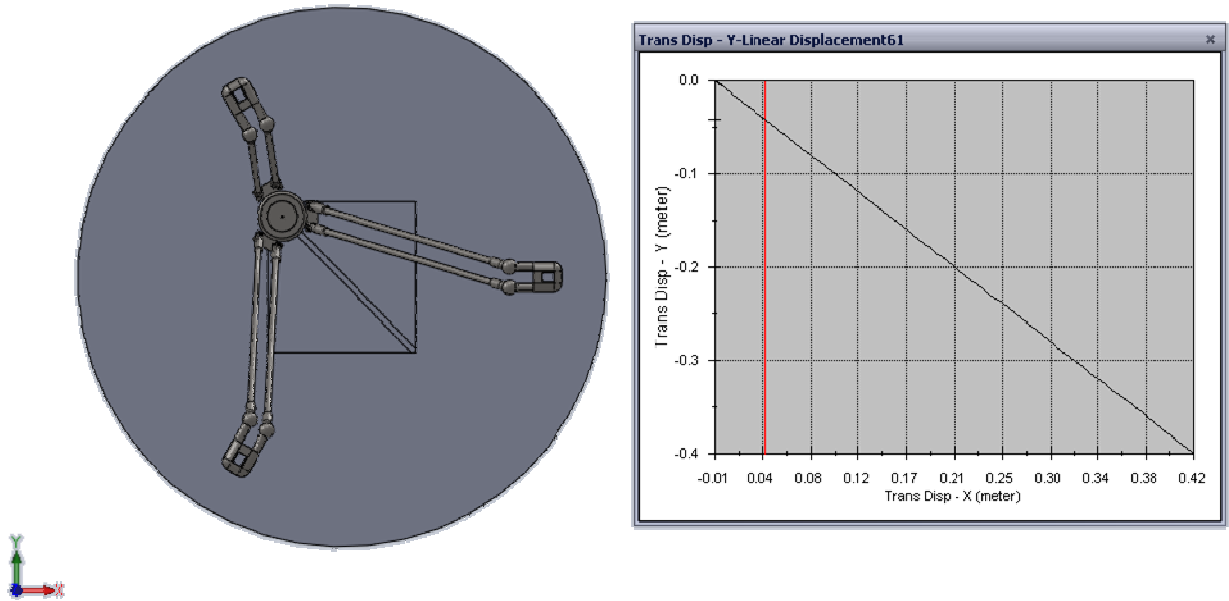 Trans Disp - Y-Linear Displacement61
0.0
-0.1
-0.2
-0.3
-0.4
Trans Disp - Y (meter)
-0.01 0.04 0.08 0.12 0.17 0.21 0.25 0.30 0.34 0.38 0.42
Trans Disp - X (meter)
Y
X